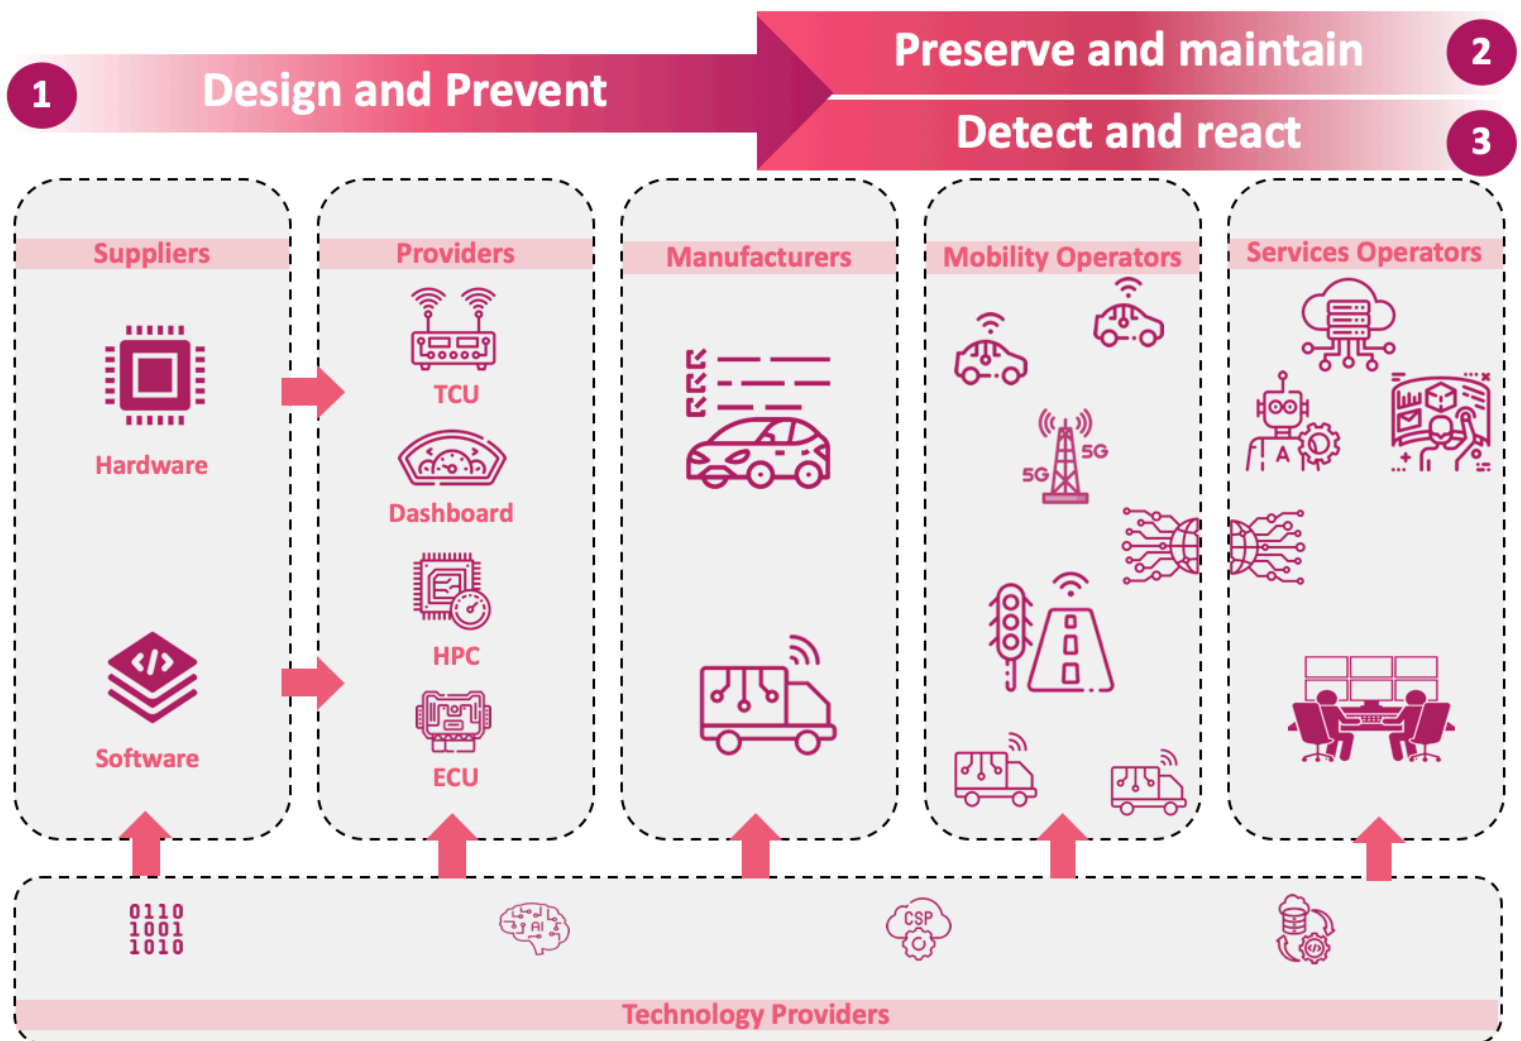 1
Design and Prevent
Preserve and maintain
2
Detect and react
3
Suppliers
Hardware
Software
Providers
TCU
Dashboard
HPC
ECU
Manufacturers
Mobility Operators
5G
5G
Services Operators
A
0110
1001
1010
AI
CSP
Technology Providers